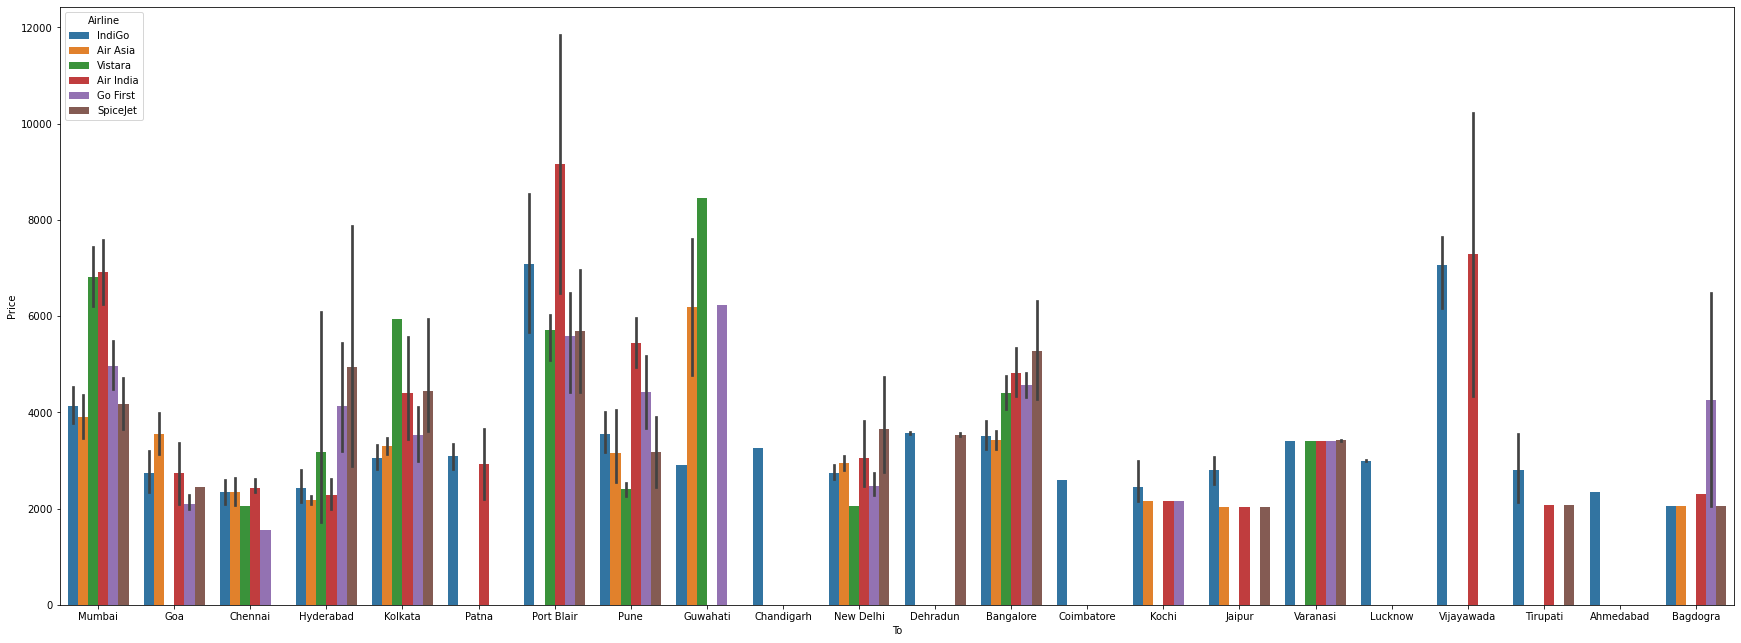 Airline
IndiGo
Air Asia
Vistara
Air India
Go First
SpiceJet
12000
10000
8000
6000
4000
2000
0
Price
Mumbai Goa Chennai Hyderabad Kolkata Patna Port Blair Pune Guwahati Chandigarh New Delhi Dehradun Bangalore Coimbatore Kochi Jaipur Varanasi Lucknow Vijayawada Tirupati Ahmedabad Bagdogra
To